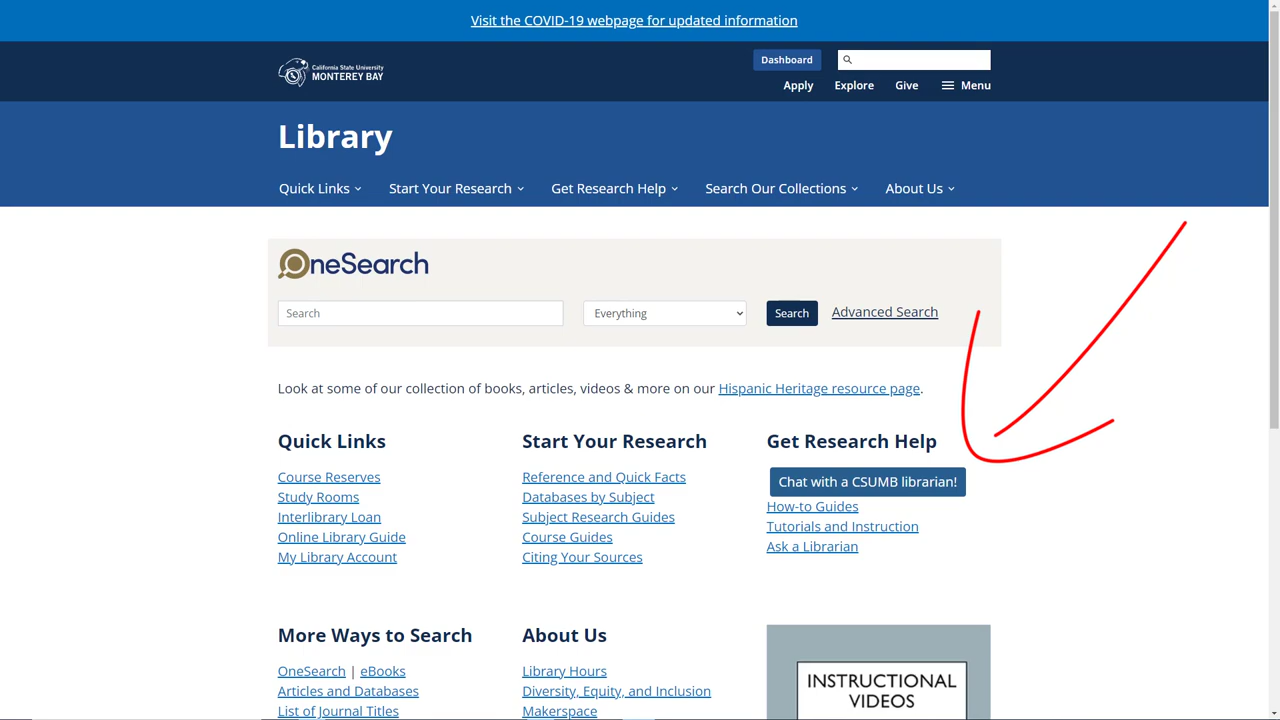 Visit the COVID-19 webpage for updated information
California State University
MONTEREY BAY
Dashboard
Apply Explore Give Menu
Library
Quick Links Start Your Research Get Research Help Search Our Collections About Us
OneSearch
Search Everything Search Advanced Search
Look at some of our collection of books, articles, videos & more on our Hispanic Heritage resource page.
Quick Links
Course Reserves
Study Rooms
Interlibrary Loan
Online Library Guide
My Library Account
Start Your Research
Reference and Quick Facts
Databases by Subject
Subject Research Guides
Course Guides
Citing Your Sources
Get Research Help
Chat with a CSUMB librarian!
How-to Guides
Tutorials and Instruction
Ask a Librarian
More Ways to Search
OneSearch | eBooks
Articles and Databases
List of Journal Titles
About Us
Library Hours
Diversity, Equity, and Inclusion
Makerspace
INSTRUCTIONAL
VIDEOS